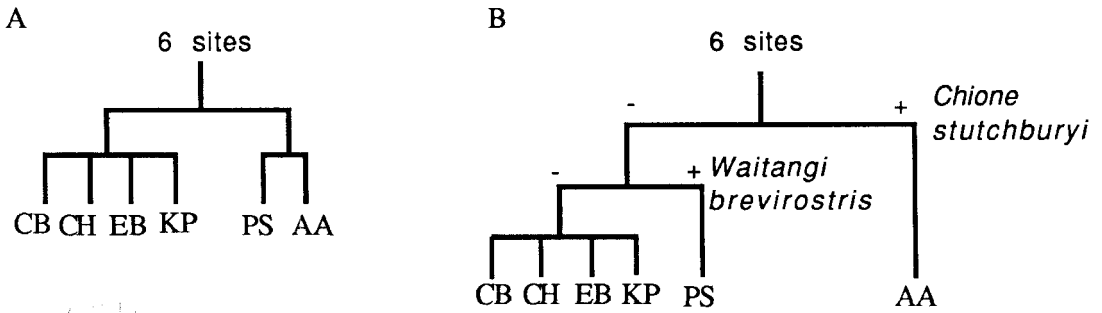 A
6 sites
CB CH EB KP PS AA
B
6 sites
- + Chione
stutchburyi
- + Waitangi
brevirostris
CB CH EB KP PS AA